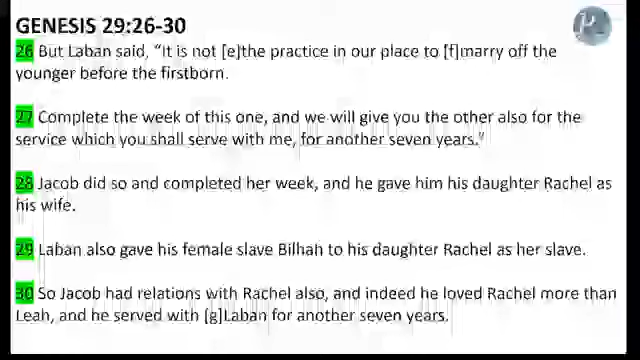 GENESIS 29:26-30
26 But Laban said, “It is not [e]the practice in our place to [f]marry off the
younger before the firstborn.
27 Complete the week of this one, and we will give you the other also for the
service which you shall serve with me, for another seven years.”
28 Jacob did so and completed her week, and he gave him his daughter Rachel as
his wife.
29 Laban also gave his female slave Bilhah to his daughter Rachel as her slave.
30 So Jacob had relations with Rachel also, and indeed he loved Rachel more than
Leah, and he served with [g]Laban for another seven years.